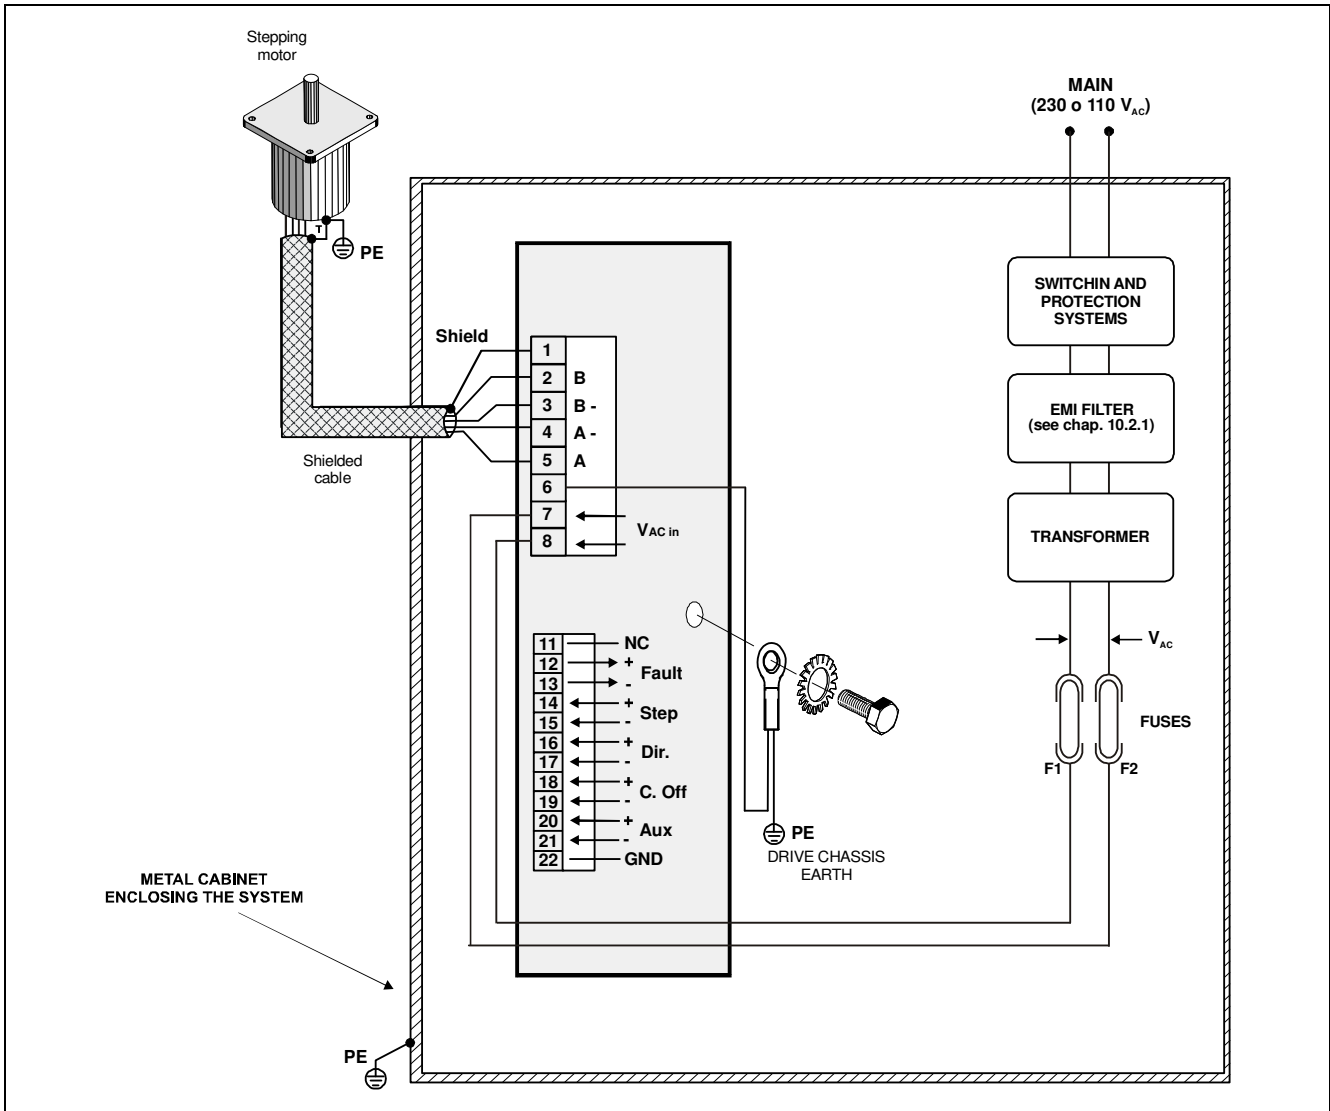 Stepping
motor
MAIN
(230 o 110 VAC)
T
PE
SWITCHIN AND
PROTECTION
SYSTEMS
Shield
1
2 B
3 B -
4 A -
5 A
6
7
8
VAC in
EMI FILTER
(see chap. 10.2.1)
Shielded
cable
TRANSFORMER
VAC
11 NC
12 +
13 -
Fault
14 +
15 -
Step
16 +
17 -
Dir.
18 +
19 -
C. Off
20 +
21 -
Aux
22 GND
FUSES
F1 F2
PE
DRIVE CHASSIS
EARTH
METAL CABINET
ENCLOSING THE SYSTEM
PE